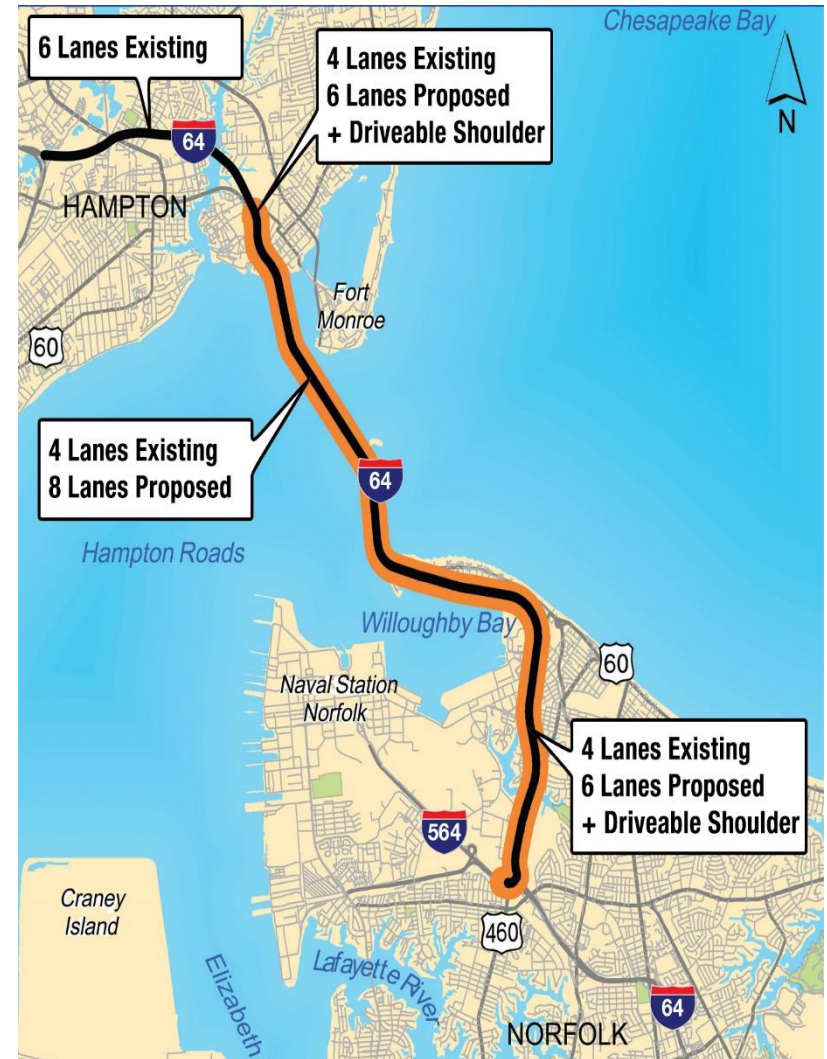 Chesapeake Bay
6 Lanes Existing
4 Lanes Existing
6 Lanes Proposed
+ Driveable Shoulder
N
64
HAMPTON
Fort
Monroe
60
4 Lanes Existing
8 Lanes Proposed
64
Hampton Roads
Willoughby Bay
60
Naval Station
Norfolk
4 Lanes Existing
6 Lanes Proposed
+ Driveable Shoulder
564
Craney
Island
460
Lafayette River
Elizabeth
64
NORFOLK